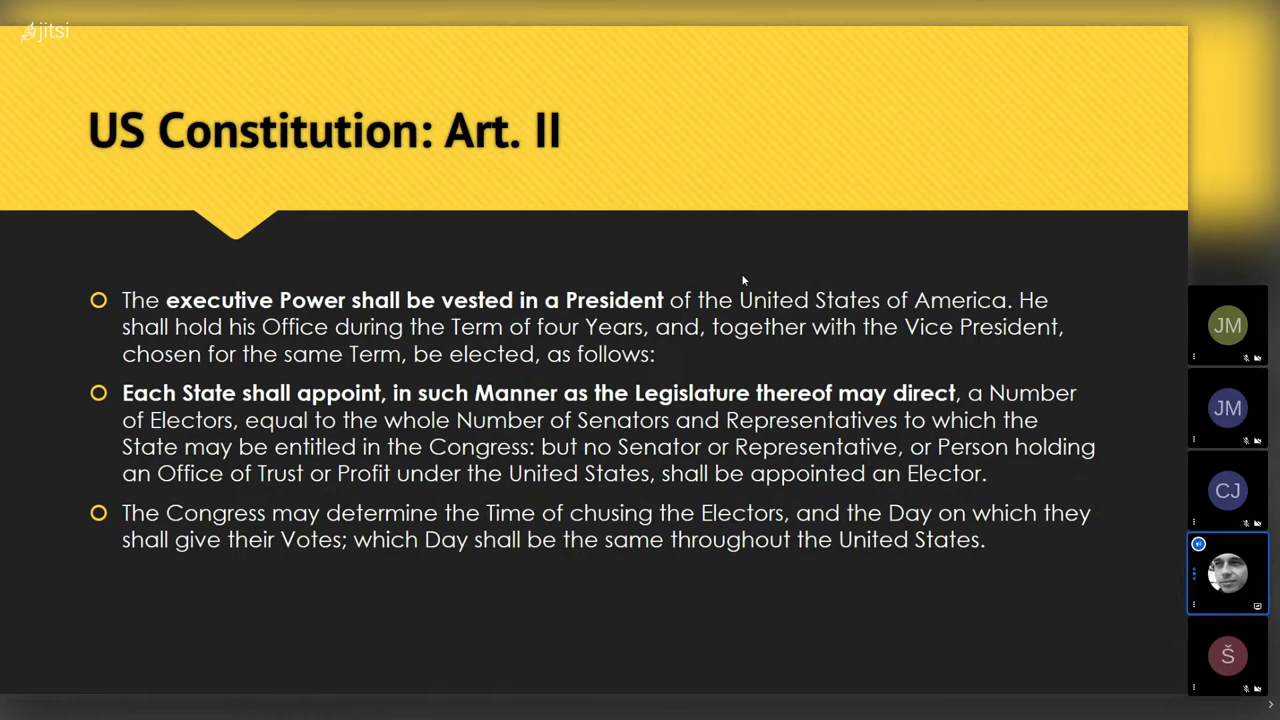 jitsi
US Constitution: Art. II
The executive Power shall be vested in a President of the United States of America. He
shall hold his Office during the Term of four Years, and, together with the Vice President,
chosen for the same Term, be elected, as follows:
Each State shall appoint, in such Manner as the Legislature thereof may direct, a Number
of Electors, equal to the whole Number of Senators and Representatives to which the
State may be entitled in the Congress: but no Senator or Representative, or Person holding
an Office of Trust or Profit under the United States, shall be appointed an Elector.
The Congress may determine the Time of chusing the Electors, and the Day on which they
shall give their Votes; which Day shall be the same throughout the United States.
JM
JM
CJ
Š